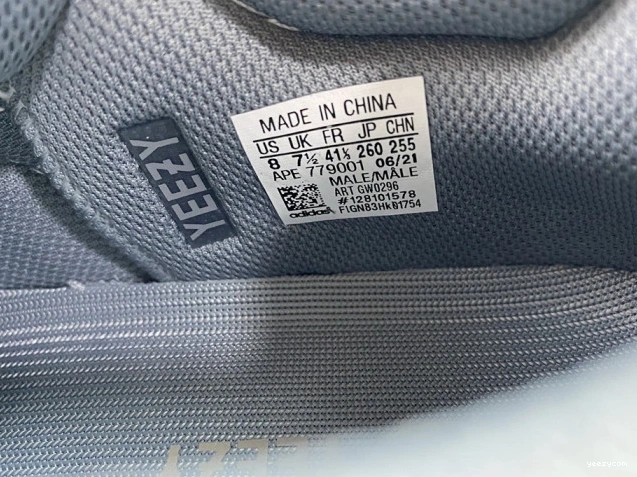 MADE IN CHINA
US UK FR JP CHN
8 7½ 41⅓ 260 255
APE 779001 06/21
MALE/MÂLE
ART GW0296
#128101578
adidas
YEEZY